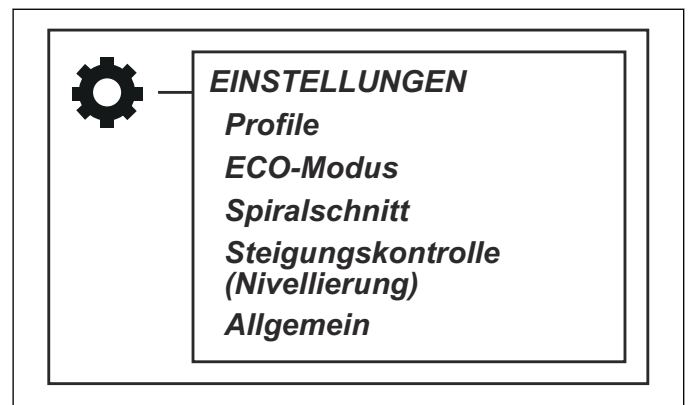 EINSTELLUNGEN
Profile
ECO-Modus
Spiralschnitt
Steigungskontrolle
(Nivellierung)
Allgemein